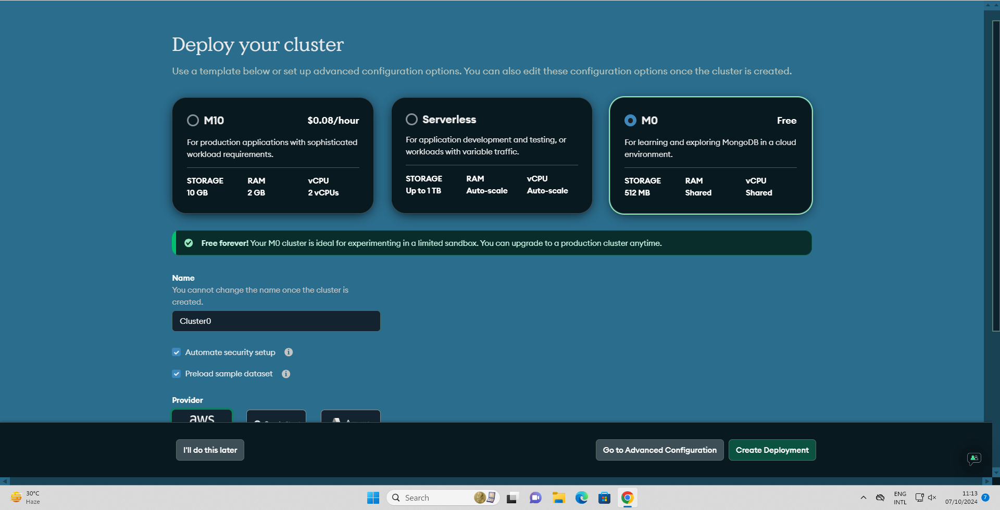 Deploy your cluster
Use a template below or set up advanced configuration options. You can also edit these configuration options once the cluster is created.
M10 $0.08/hour
For production applications with sophisticated
workload requirements.
STORAGE RAM vCPU
10 GB 2 GB 2 vCPUs
Serverless
For application development and testing, or
workloads with variable traffic.
STORAGE RAM vCPU
Up to 1 TB Auto-scale Auto-scale
M0 Free
For learning and exploring MongoDB in a cloud
environment.
STORAGE RAM vCPU
512 MB Shared Shared
Free forever! Your M0 cluster is ideal for experimenting in a limited sandbox. You can upgrade to a production cluster anytime.
Name
You cannot change the name once the cluster is
created.
Cluster0
Automate security setup
Preload sample dataset
Provider
aws
I'll do this later
Go to Advanced Configuration
Create Deployment
30°C
Haze
Search
ENG
INTL
11:13
07/10/2024
7